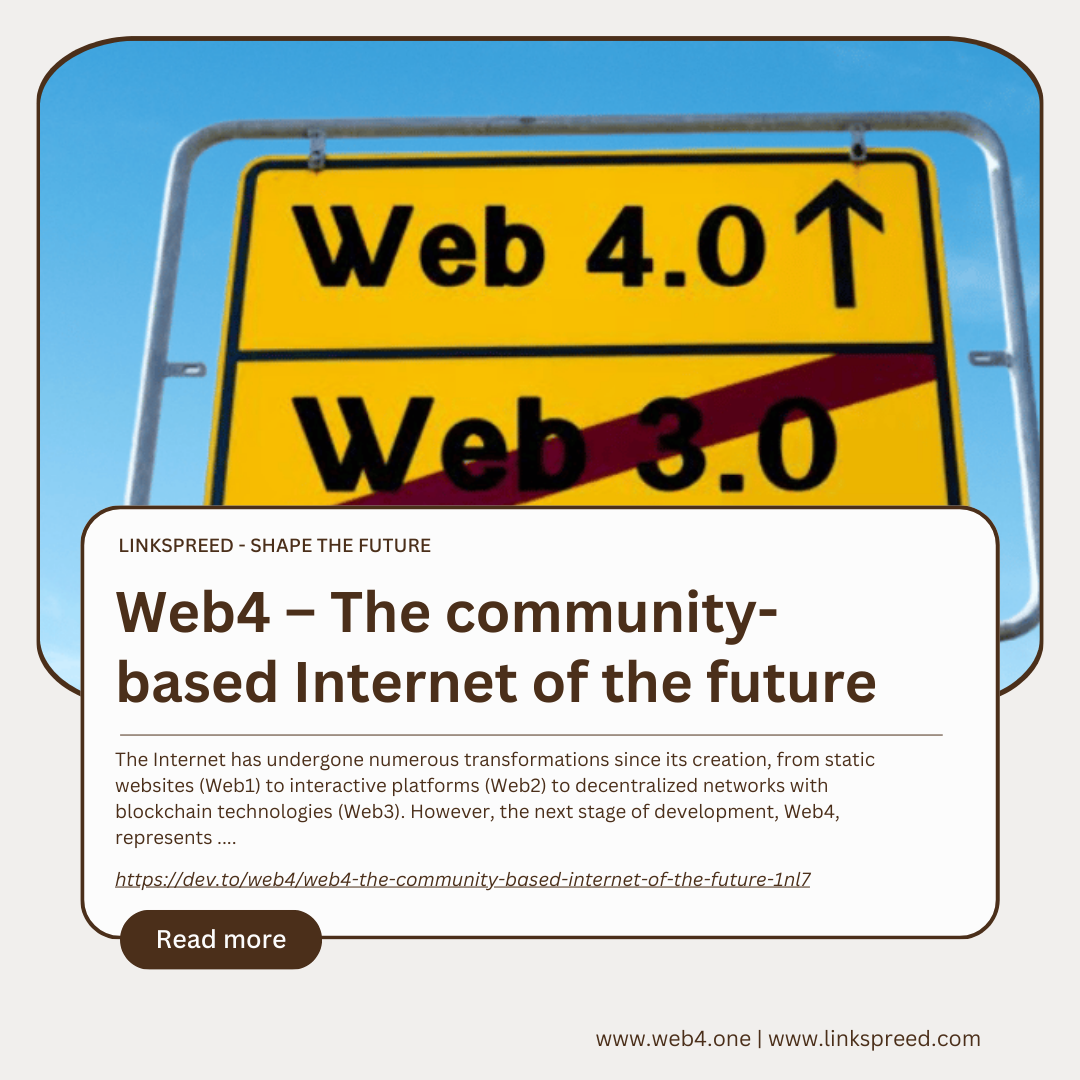 Web 4.0
Web 3.0
LINKSPREED - SHAPE THE FUTURE
Web4 – The community-
based Internet of the future
The Internet has undergone numerous transformations since its creation, from static
websites (Web1) to interactive platforms (Web2) to decentralized networks with
blockchain technologies (Web3). However, the next stage of development, Web4,
represents ....
https://dev.to/web4/web4-the-community-based-internet-of-the-future-1nl7
Read more
www.web4.one | www.linkspreed.com